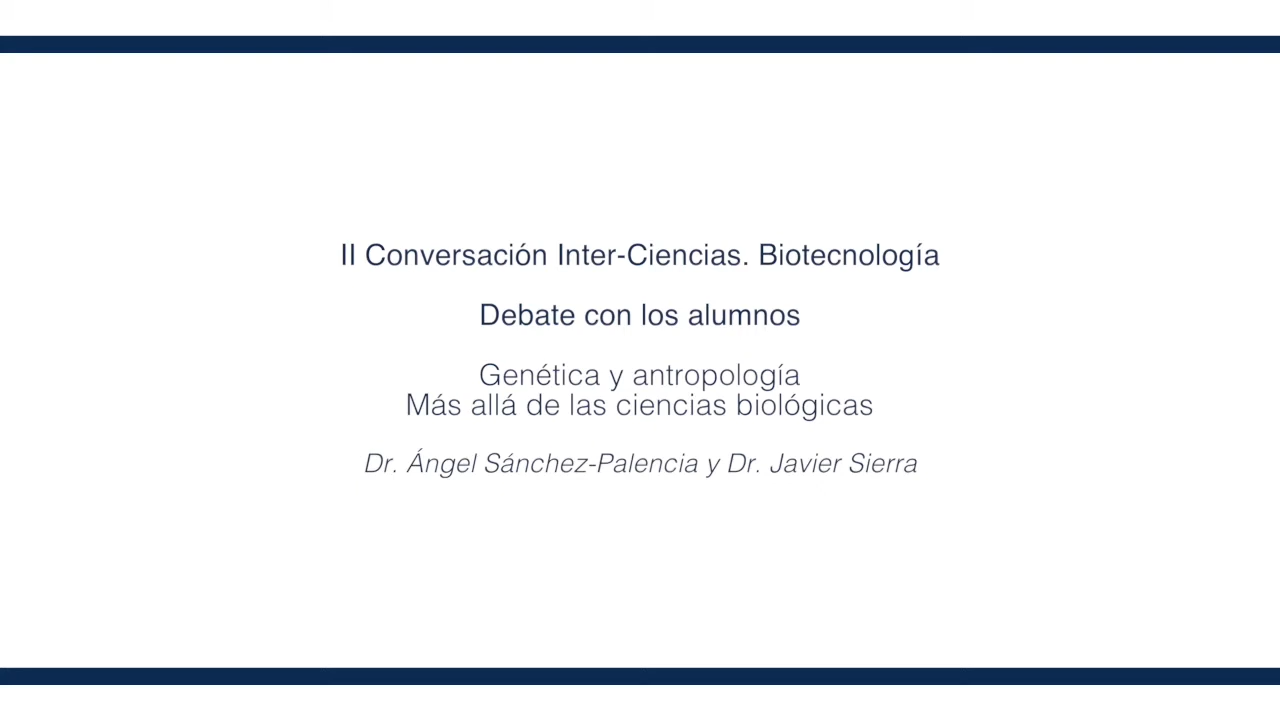 II Conversación Inter-Ciencias. Biotecnología
Debate con los alumnos
Genética y antropología
Más allá de las ciencias biológicas
Dr. Ángel Sánchez-Palencia y Dr. Javier Sierra